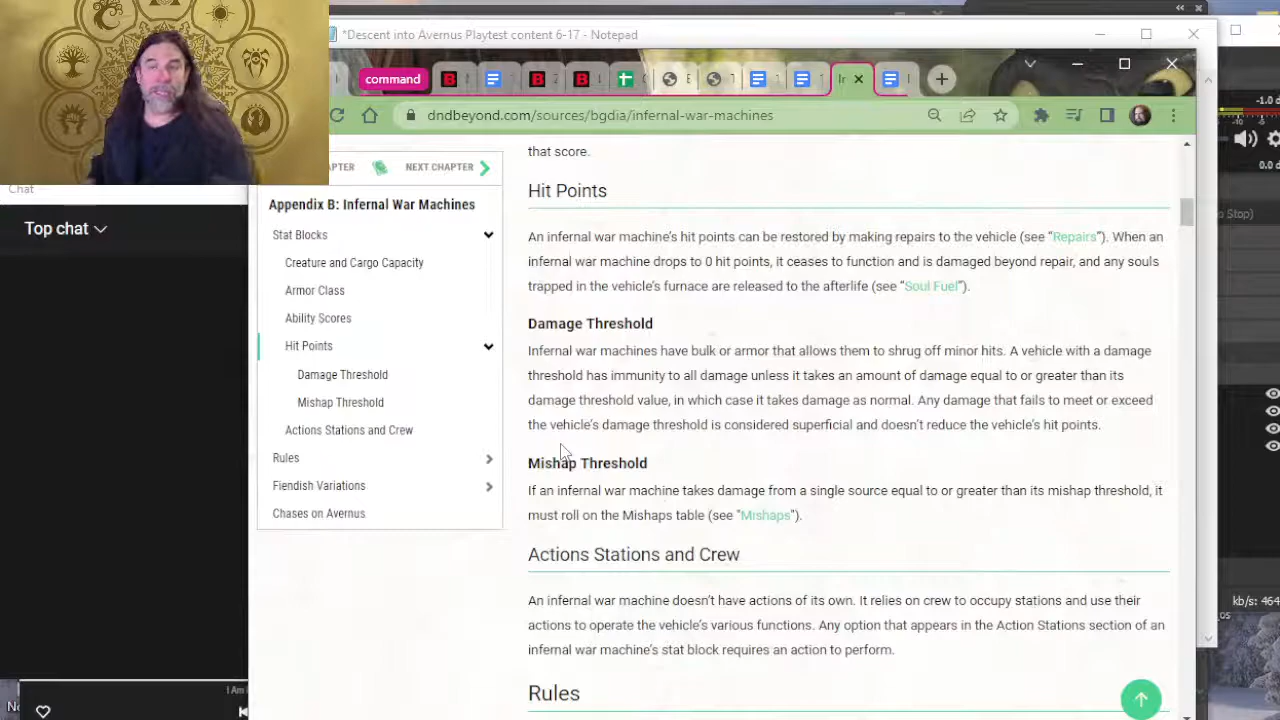 *Descent into Avernus Playtest content 6-17 - Notepad
command
dndbeyond.com/sources/bgdia/infernal-war-machines
Chat
Top chat
NEXT CHAPTER
Appendix B: Infernal War Machines
Stat Blocks
Creature and Cargo Capacity
Armor Class
Ability Scores
Hit Points
Damage Threshold
Mishap Threshold
Actions Stations and Crew
Rules
Fiendish Variations
Chases on Avernus
that score.
Hit Points
An infernal war machine's hit points can be restored by making repairs to the vehicle (see "Repairs"). When an
infernal war machine drops to 0 hit points, it ceases to function and is damaged beyond repair, and any souls
trapped in the vehicle's furnace are released to the afterlife (see "Soul Fuel").
Damage Threshold
Infernal war machines have bulk or armor that allows them to shrug off minor hits. A vehicle with a damage
threshold has immunity to all damage unless it takes an amount of damage equal to or greater than its
damage threshold value, in which case it takes damage as normal. Any damage that fails to meet or exceed
the vehicle's damage threshold is considered superficial and doesn't reduce the vehicle's hit points.
Mishap Threshold
If an infernal war machine takes damage from a single source equal to or greater than its mishap threshold, it
must roll on the Mishaps table (see "Mishaps").
Actions Stations and Crew
An infernal war machine doesn't have actions of its own. It relies on crew to occupy stations and use their
actions to operate the vehicle's various functions. Any option that appears in the Action Stations section of an
infernal war machine's stat block requires an action to perform.
Rules
-1.0
0.0
Stop)
kb/s: 464
I Am